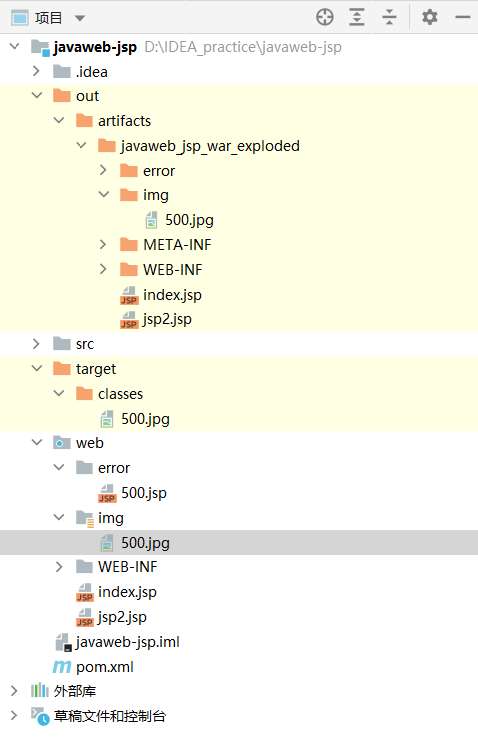 项目
javaweb-jsp D:\IDEA_practice\javaweb-jsp
.idea
out
artifacts
javaweb_jsp_war_exploded
error
img
500.jpg
META-INF
WEB-INF
JSP index.jsp
JSP jsp2.jsp
src
target
classes
500.jpg
web
error
JSP 500.jsp
img
500.jpg
WEB-INF
JSP index.jsp
JSP jsp2.jsp
javaweb-jsp.iml
m pom.xml
外部库
草稿文件和控制台